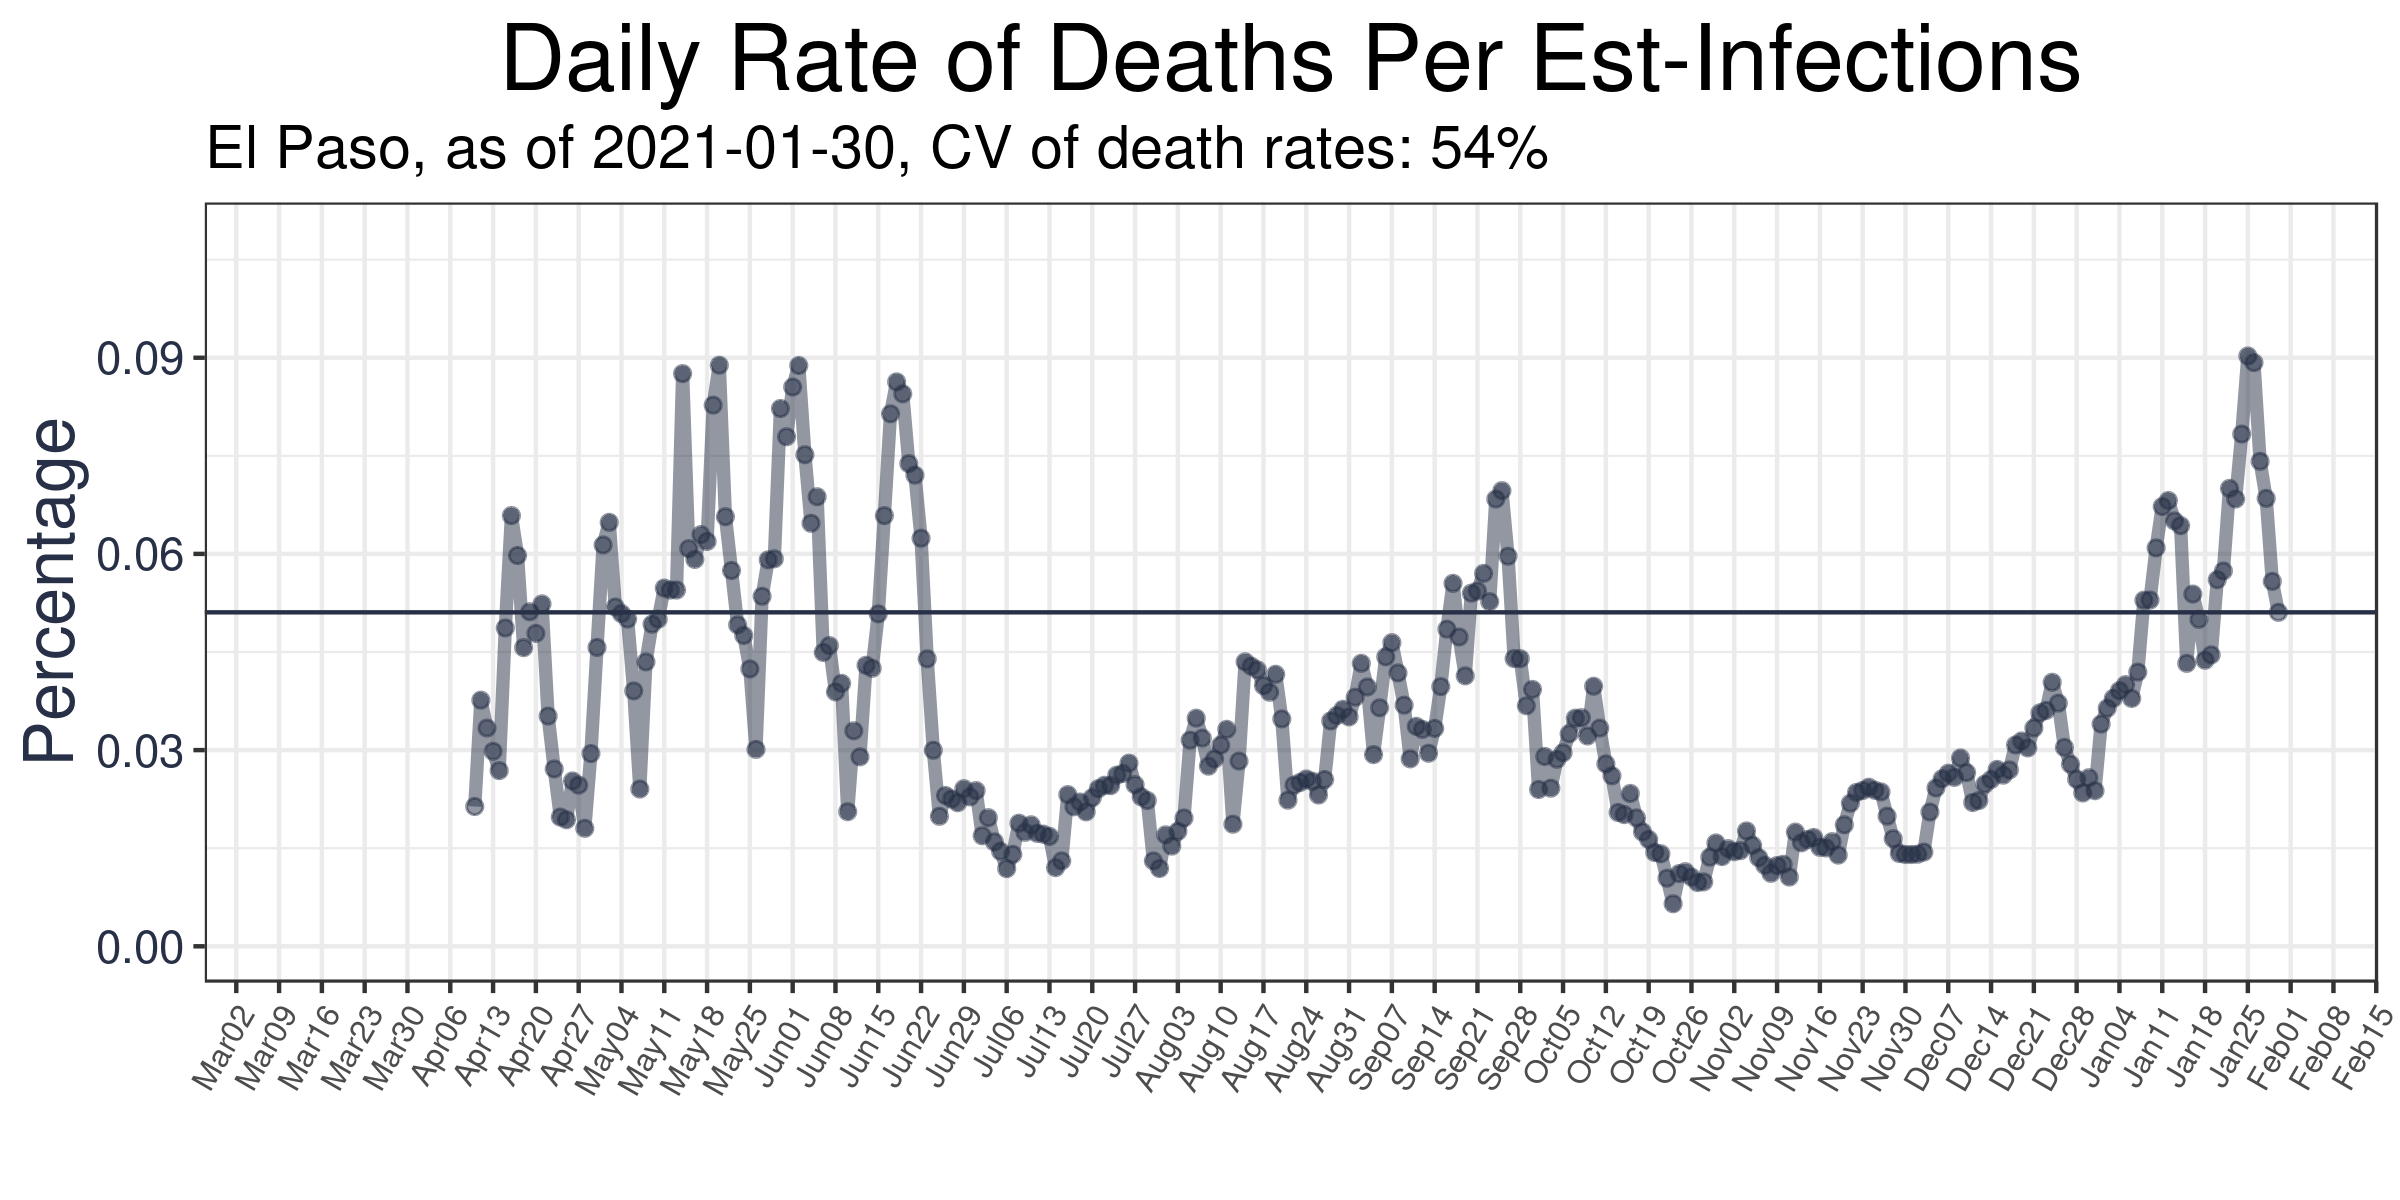 Daily Rate of Deaths Per Est-Infections
El Paso, as of 2021-01-30, CV of death rates: 54%
Percentage
0.09
0.06
0.03
0.00
Mar02 Mar09 Mar16 Mar23 Mar30 Apr06 Apr13 Apr20 Apr27 May04 May11 May18 May25 Jun01 Jun08 Jun15 Jun22 Jun29 Jul06 Jul13 Jul20 Jul27 Aug03 Aug10 Aug17 Aug24 Aug31 Sep07 Sep14 Sep21 Sep28 Oct05 Oct12 Oct19 Oct26 Nov02 Nov09 Nov16 Nov23 Nov30 Dec07 Dec14 Dec21 Dec28 Jan04 Jan11 Jan18 Jan25 Feb01 Feb08 Feb15